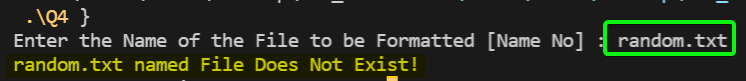 .\Q4 }
Enter the Name of the File to be Formatted [Name No] : random.txt
random.txt named File Does Not Exist!